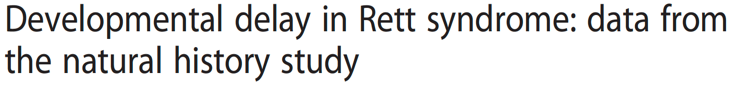 Developmental delay in Rett syndrome: data from
the natural history study